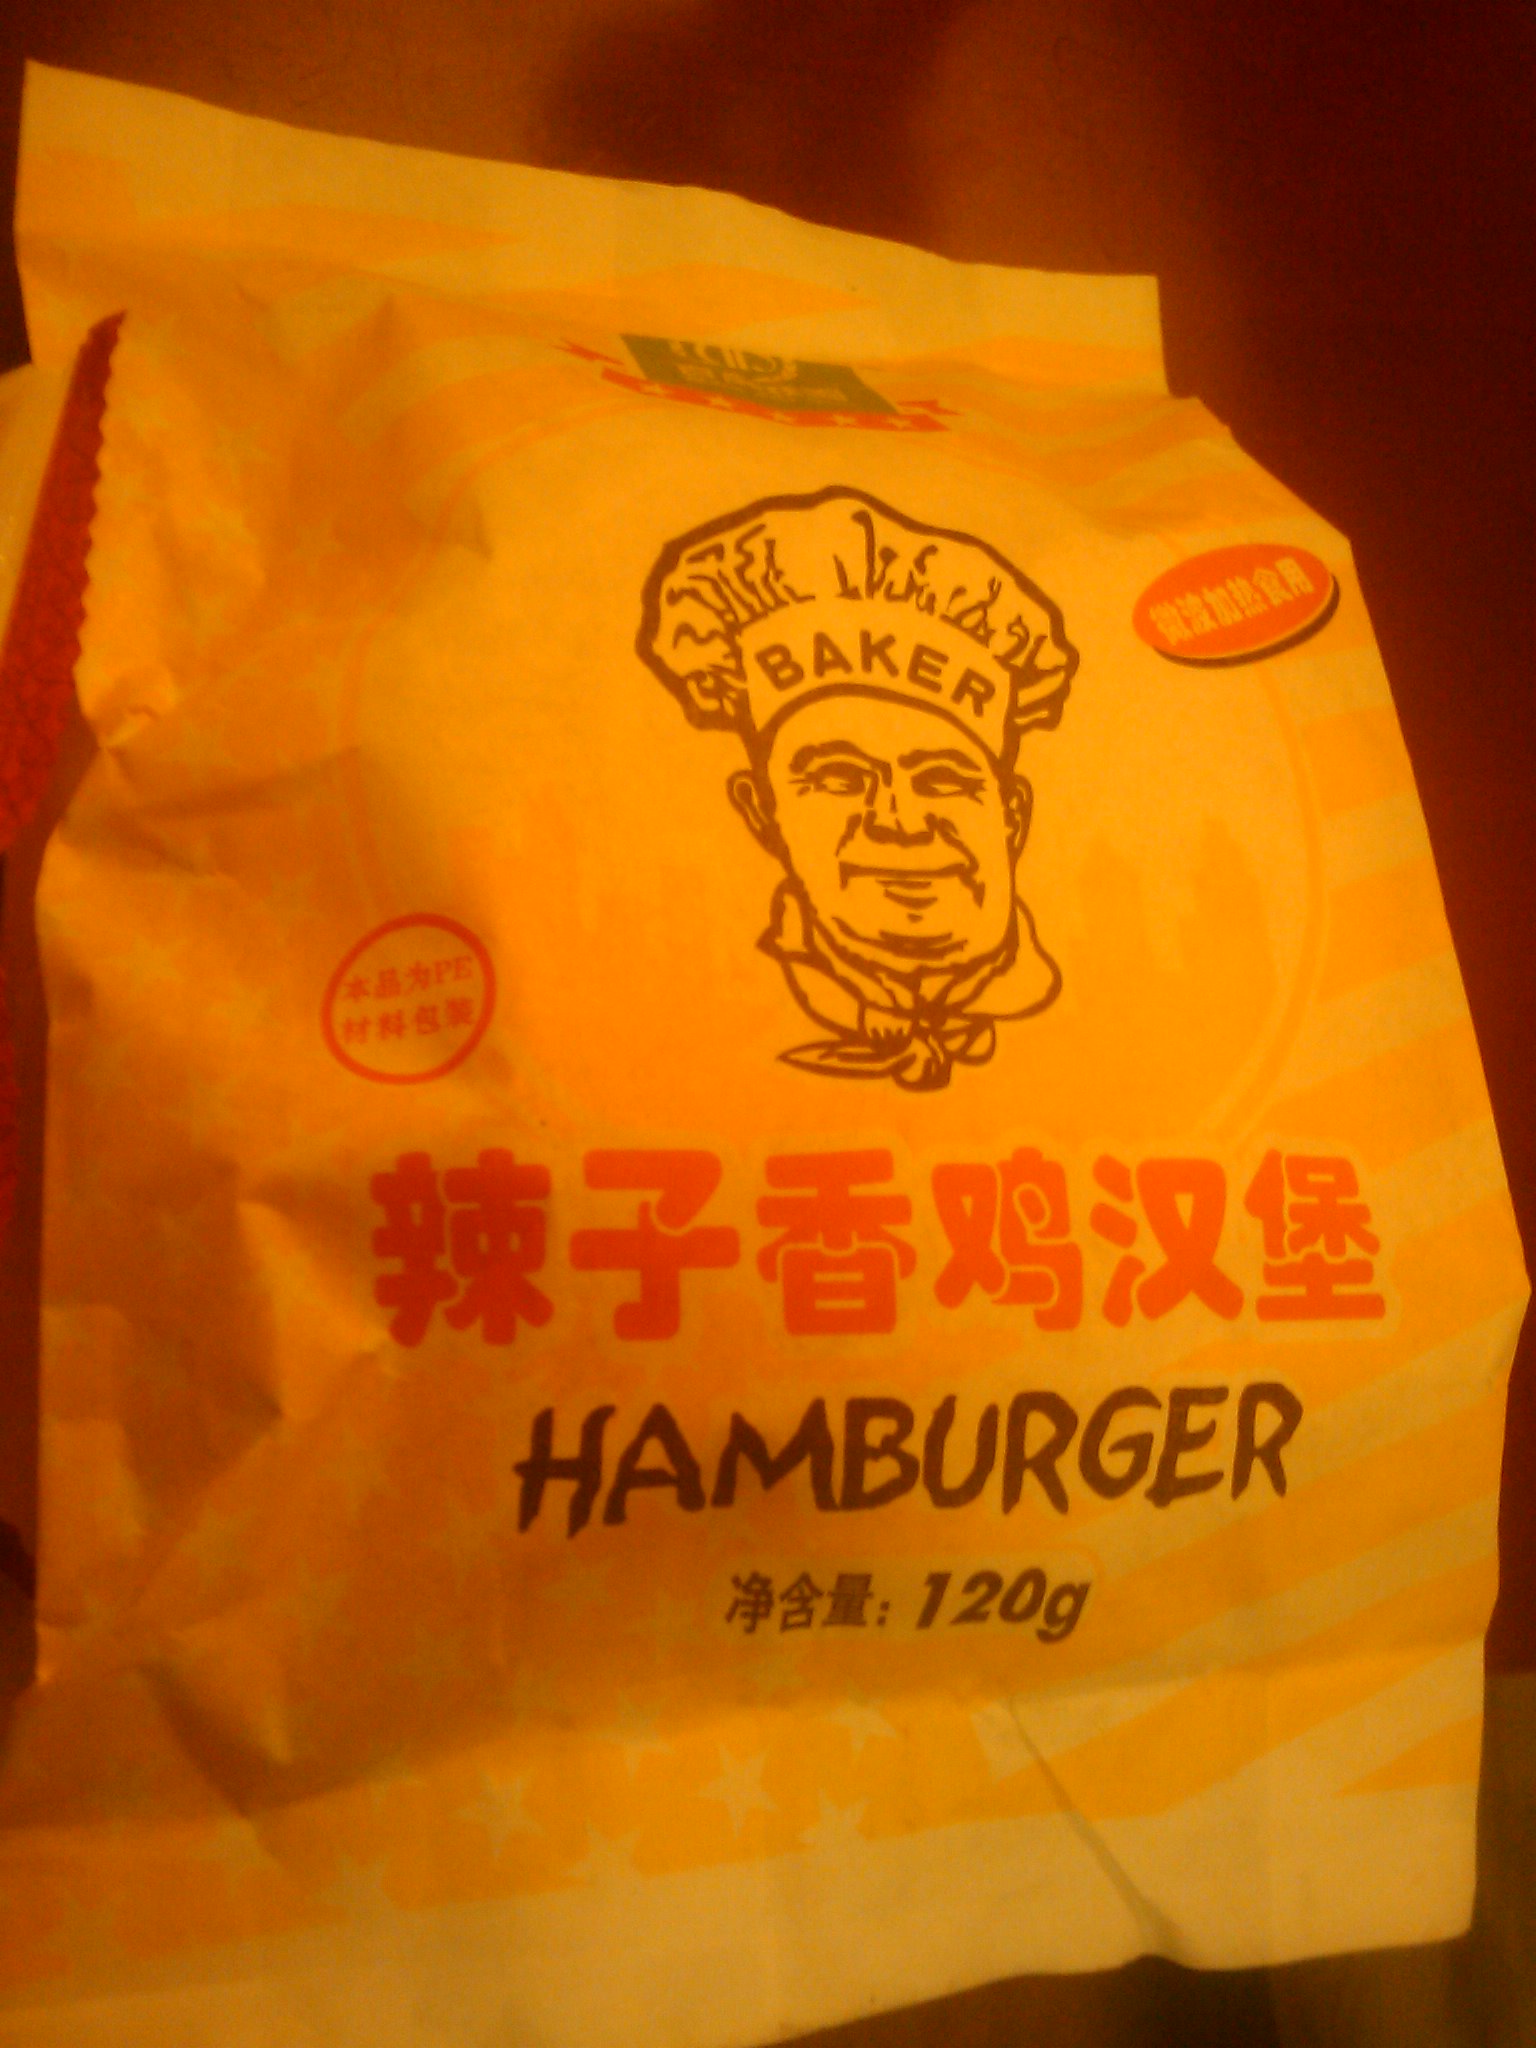 BAKER
微波加热食用
本品为PE
材料包装
辣子香鸡汉堡
HAMBURGER
净含量：120g